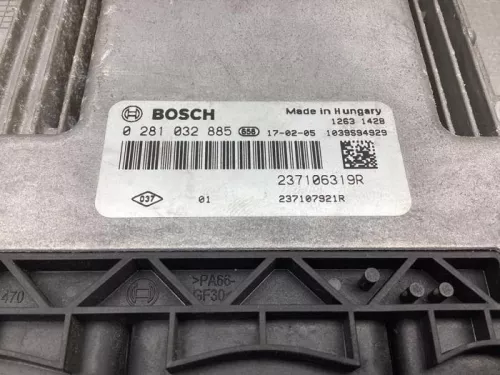 BOSCH
Made in Hungary
1263 1428
0 281 032 885 656 17-02-05 1039S94929
237106319R
D37 01 237107921R
>PA66-
GF30
470